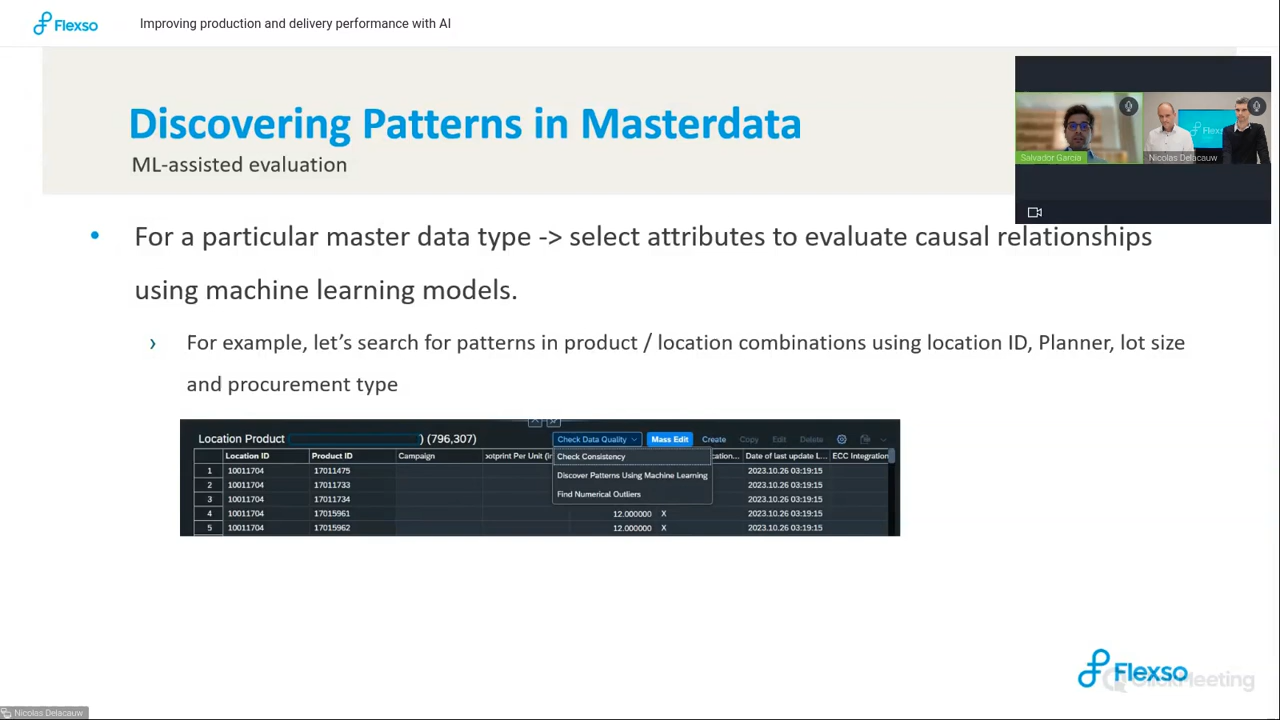 Flexso
Improving production and delivery performance with AI
Discovering Patterns in Masterdata
ML-assisted evaluation
Salvador Garcia
Nicolas Delacauw
Flexso
• For a particular master data type -> select attributes to evaluate causal relationships
using machine learning models.
› For example, let's search for patterns in product / location combinations using location ID, Planner, lot size
and procurement type
Location Product ) (796,307) Check Data Quality Mass Edit Create Copy Edit Delete
Location ID Product ID Campaign ootprint Per Unit (in Check Consistency cation... Date of last update L... ECC Integration
1 10011704 17011475 Discover Patterns Using Machine Learning 2023.10.26 03:19:15
2 10011704 17011733 2023.10.26 03:19:15
3 10011704 17011734 Find Numerical Outliers 2023.10.26 03:19:15
4 10011704 17015961 12.000000 X 2023.10.26 03:19:15
5 10011704 17015962 12.000000 X 2023.10.26 03:19:15
Flexso
ClickMeeting
Nicolas Delacauw